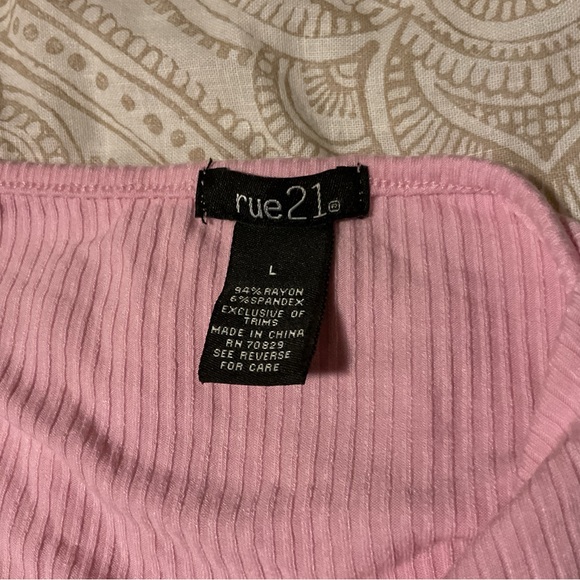 rue21
L
94% RAYON
6% SPANDEX
EXCLUSIVE OF
TRIMS
MADE IN CHINA
RN 70829
SEE REVERSE
FOR CARE